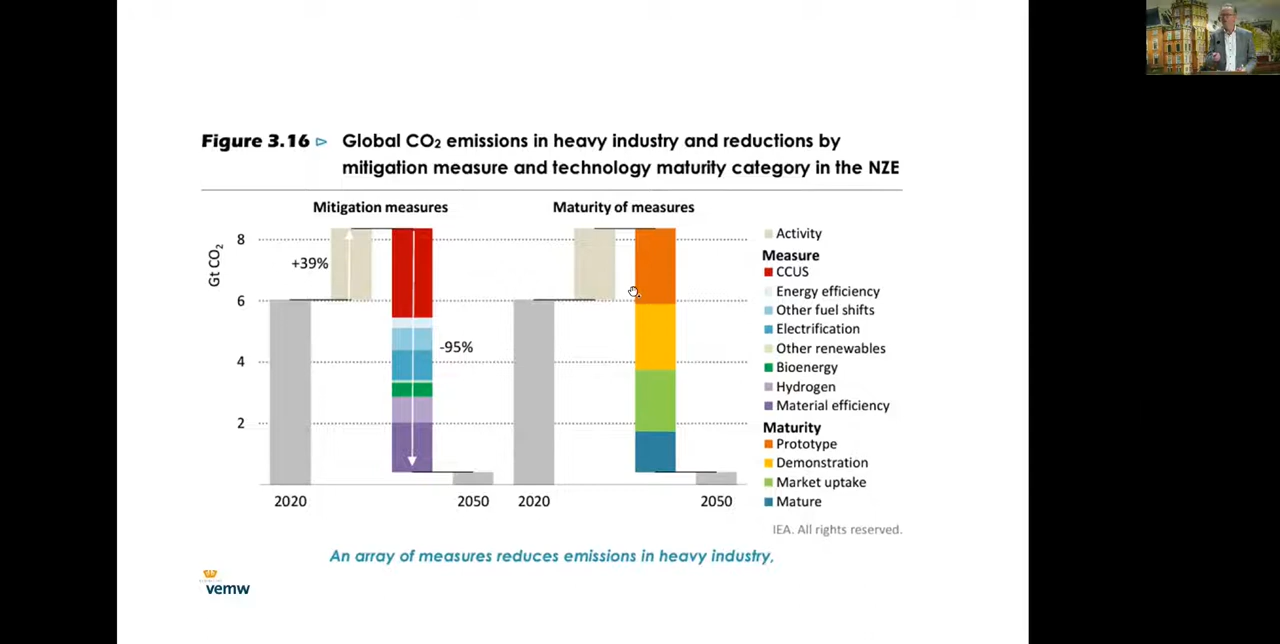 Figure 3.16 ▻ Global CO₂ emissions in heavy industry and reductions by
mitigation measure and technology maturity category in the NZE
Mitigation measures
Maturity of measures
Gt CO₂
8
6
4
2
+39%
-95%
2020
2050
2020
2050
Activity
Measure
CCUS
Energy efficiency
Other fuel shifts
Electrification
Other renewables
Bioenergy
Hydrogen
Material efficiency
Maturity
Prototype
Demonstration
Market uptake
Mature
IEA. All rights reserved.
An array of measures reduces emissions in heavy industry,
vemw